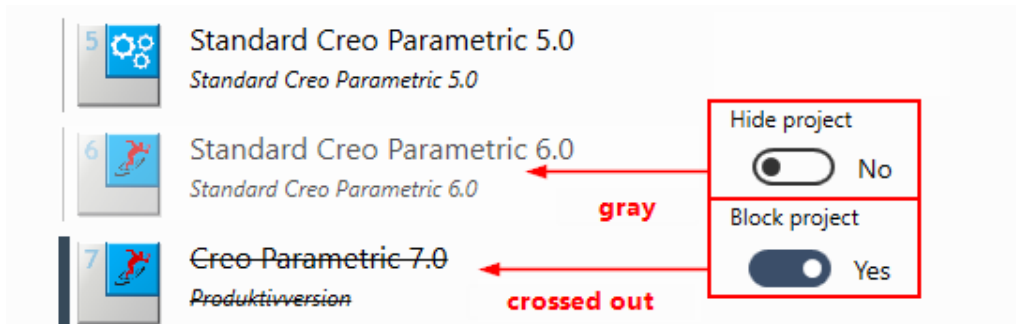 5
Standard Creo Parametric 5.0
Standard Creo Parametric 5.0
6
Standard Creo Parametric 6.0
Standard Creo Parametric 6.0
Hide project
No
gray
Block project
Yes
7
Creo Parametric 7.0
Produktivversion
crossed out